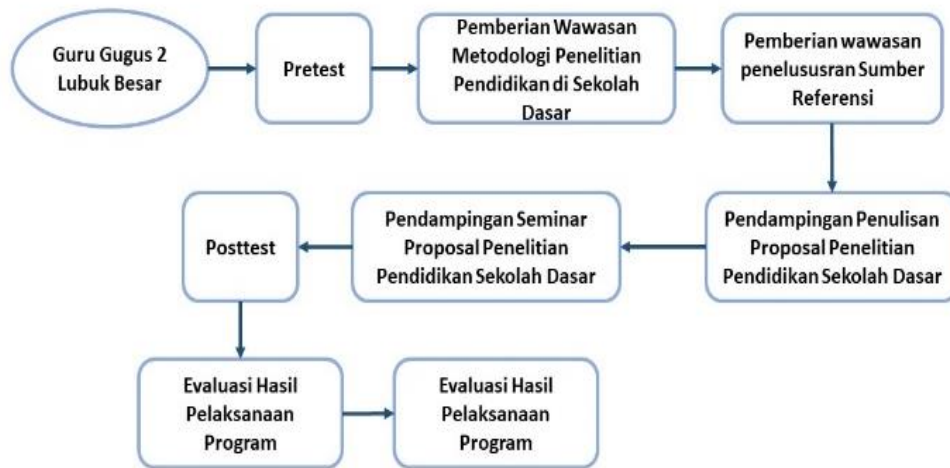 Guru Gugus 2
Lubuk Besar
Pretest
Pemberian Wawasan
Metodologi Penelitian
Pendidikan di Sekolah
Dasar
Pemberian wawasan
penelususran Sumber
Referensi
Pendampingan Penulisan
Proposal Penelitian
Pendidikan Sekolah Dasar
Pendampingan Seminar
Proposal Penelitian
Pendidikan Sekolah Dasar
Posttest
Evaluasi Hasil
Pelaksanaan
Program
Evaluasi Hasil
Pelaksanaan
Program